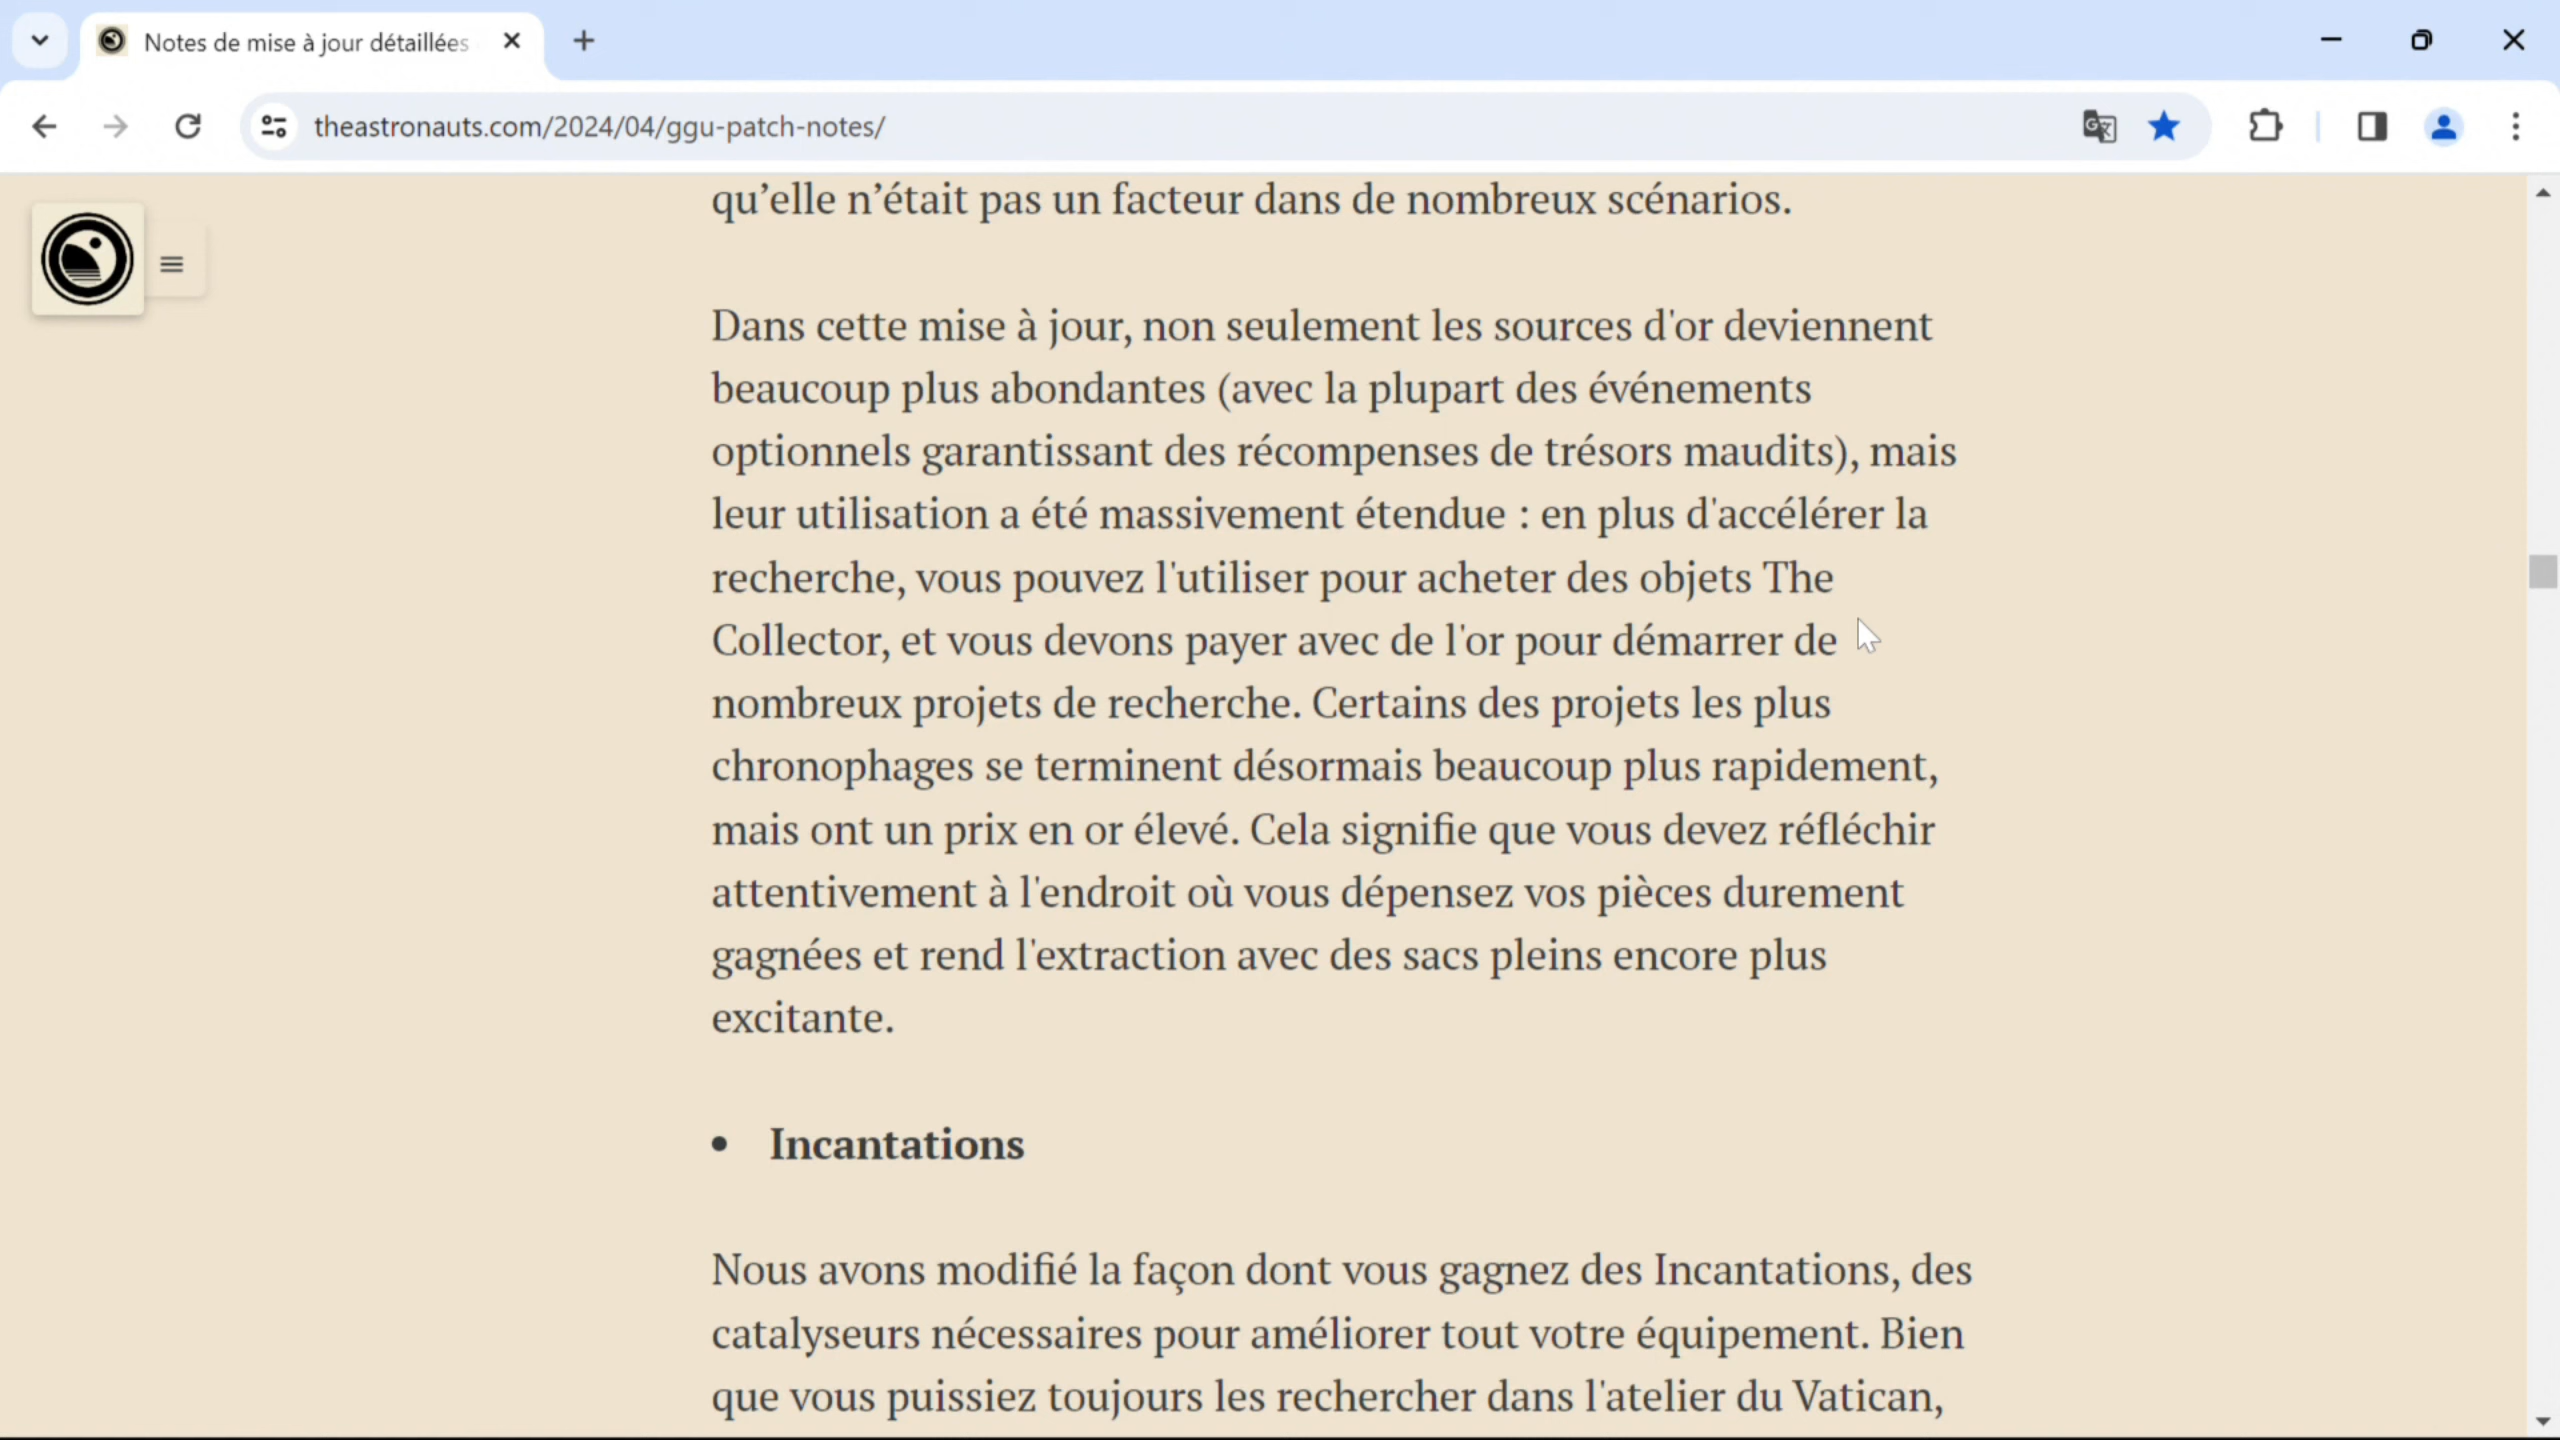 Notes de mise à jour détaillées
theastronauts.com/2024/04/ggu-patch-notes/
qu’elle n’était pas un facteur dans de nombreux scénarios.
Dans cette mise à jour, non seulement les sources d'or deviennent
beaucoup plus abondantes (avec la plupart des événements
optionnels garantissant des récompenses de trésors maudits), mais
leur utilisation a été massivement étendue : en plus d'accélérer la
recherche, vous pouvez l'utiliser pour acheter des objets The
Collector, et vous devons payer avec de l'or pour démarrer de
nombreux projets de recherche. Certains des projets les plus
chronophages se terminent désormais beaucoup plus rapidement,
mais ont un prix en or élevé. Cela signifie que vous devez réfléchir
attentivement à l'endroit où vous dépensez vos pièces durement
gagnées et rend l'extraction avec des sacs pleins encore plus
excitante.
• Incantations
Nous avons modifié la façon dont vous gagnez des Incantations, des
catalyseurs nécessaires pour améliorer tout votre équipement. Bien
que vous puissiez toujours les rechercher dans l'atelier du Vatican,